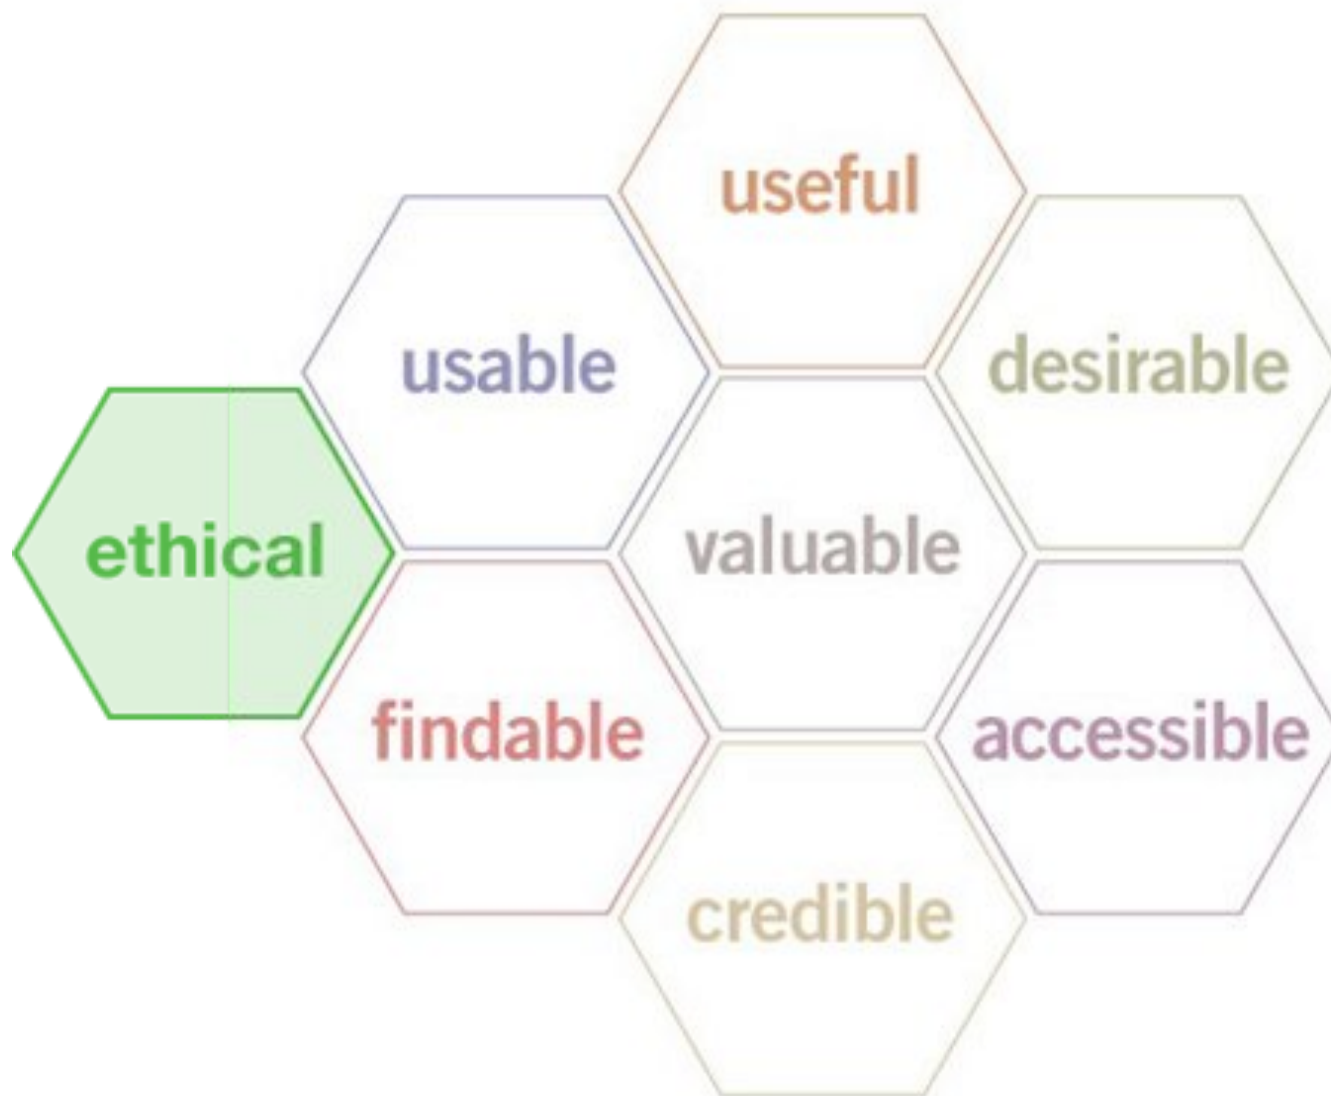 useful
usable
desirable
ethical
valuable
findable
accessible
credible